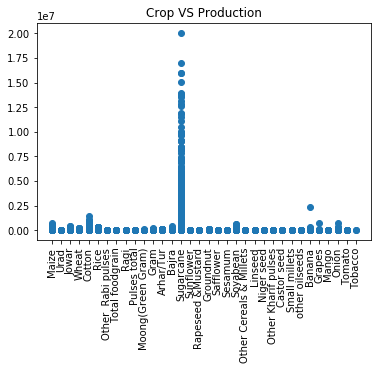 Crop VS Production
1e7
2.00
1.75
1.50
1.25
1.00
0.75
0.50
0.25
0.00
Maize
Urad
Jowar
Wheat
Cotton
Rice
Other  Rabi pulses
Total foodgrain
Ragi
Pulses total
Moong(Green Gram)
Gram
Arhar/Tur
Bajra
Sugarcane
Sunflower
Rapeseed &Mustard
Groundnut
Safflower
Sesamum
Soyabean
Other Cereals & Millets
Linseed
Niger seed
Other Kharif pulses
Castor seed
Small millets
other oilseeds
Banana
Grapes
Mango
Onion
Tomato
Tobacco